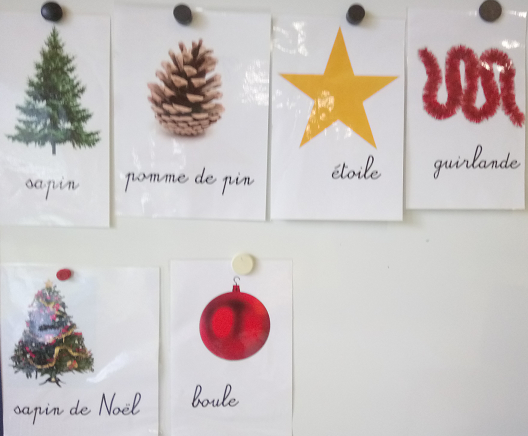 sapin
pomme de pin
étoile
guirlande
sapin de Noël
boule